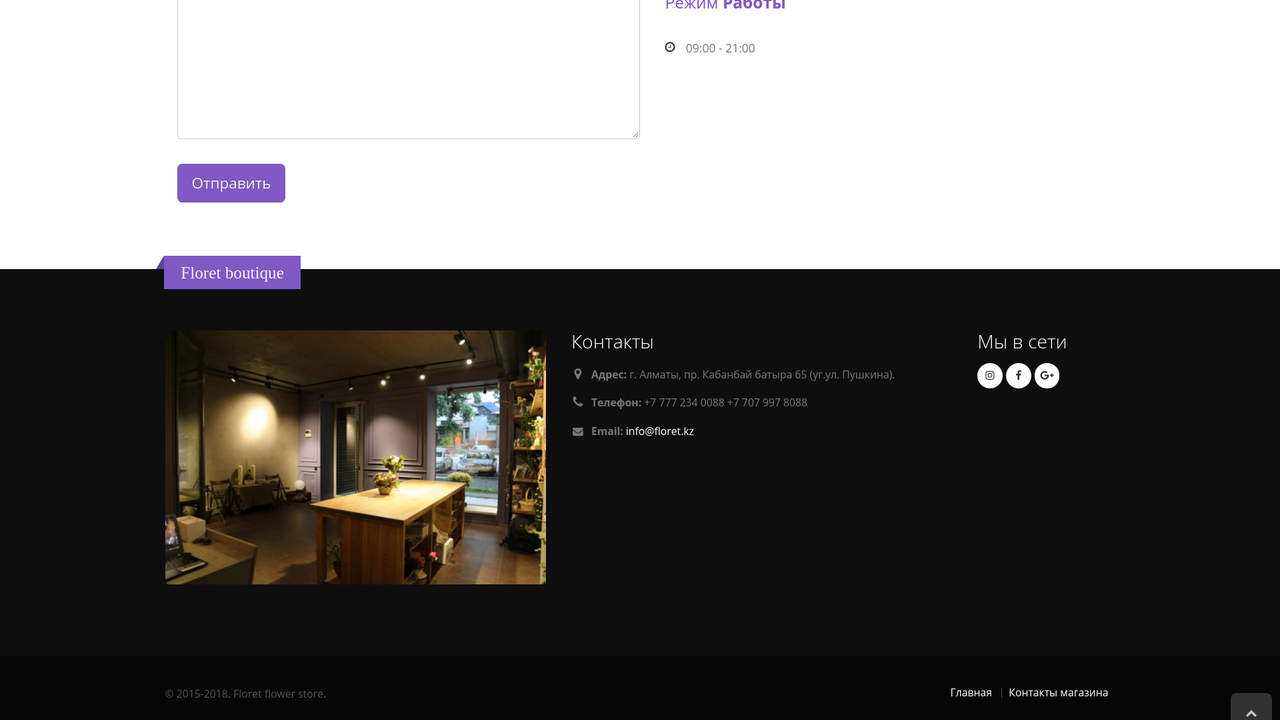 Режим Работы
09:00 - 21:00
Отправить
Floret boutique
Контакты
Адрес: г. Алматы, пр. Кабанбай батыра 65 (уг.ул. Пушкина).
Телефон: +7 777 234 0088 +7 707 997 8088
Email: info@floret.kz
Мы в сети
G+
© 2015-2018. Floret flower store.
Главная | Контакты магазина